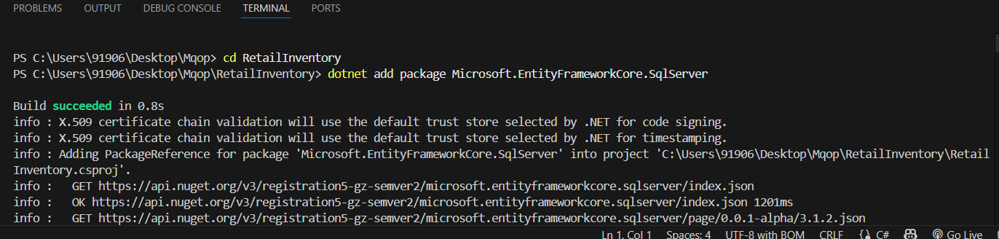 PROBLEMS OUTPUT DEBUG CONSOLE TERMINAL PORTS
PS C:\Users\91906\Desktop\Mqop> cd RetailInventory
PS C:\Users\91906\Desktop\Mqop\RetailInventory> dotnet add package Microsoft.EntityFrameworkCore.SqlServer
Build succeeded in 0.8s
info : X.509 certificate chain validation will use the default trust store selected by .NET for code signing.
info : X.509 certificate chain validation will use the default trust store selected by .NET for timestamping.
info : Adding PackageReference for package 'Microsoft.EntityFrameworkCore.SqlServer' into project 'C:\Users\91906\Desktop\Mqop\RetailInventory\Retail
Inventory.csproj'.
info :   GET https://api.nuget.org/v3/registration5-gz-semver2/microsoft.entityframeworkcore.sqlserver/index.json
info :   OK https://api.nuget.org/v3/registration5-gz-semver2/microsoft.entityframeworkcore.sqlserver/index.json 1201ms
info :   GET https://api.nuget.org/v3/registration5-gz-semver2/microsoft.entityframeworkcore.sqlserver/page/0.0.1-alpha/3.1.2.json
Ln 1, Col 1 Spaces: 4 UTF-8 with BOM CRLF {} C# Go Live